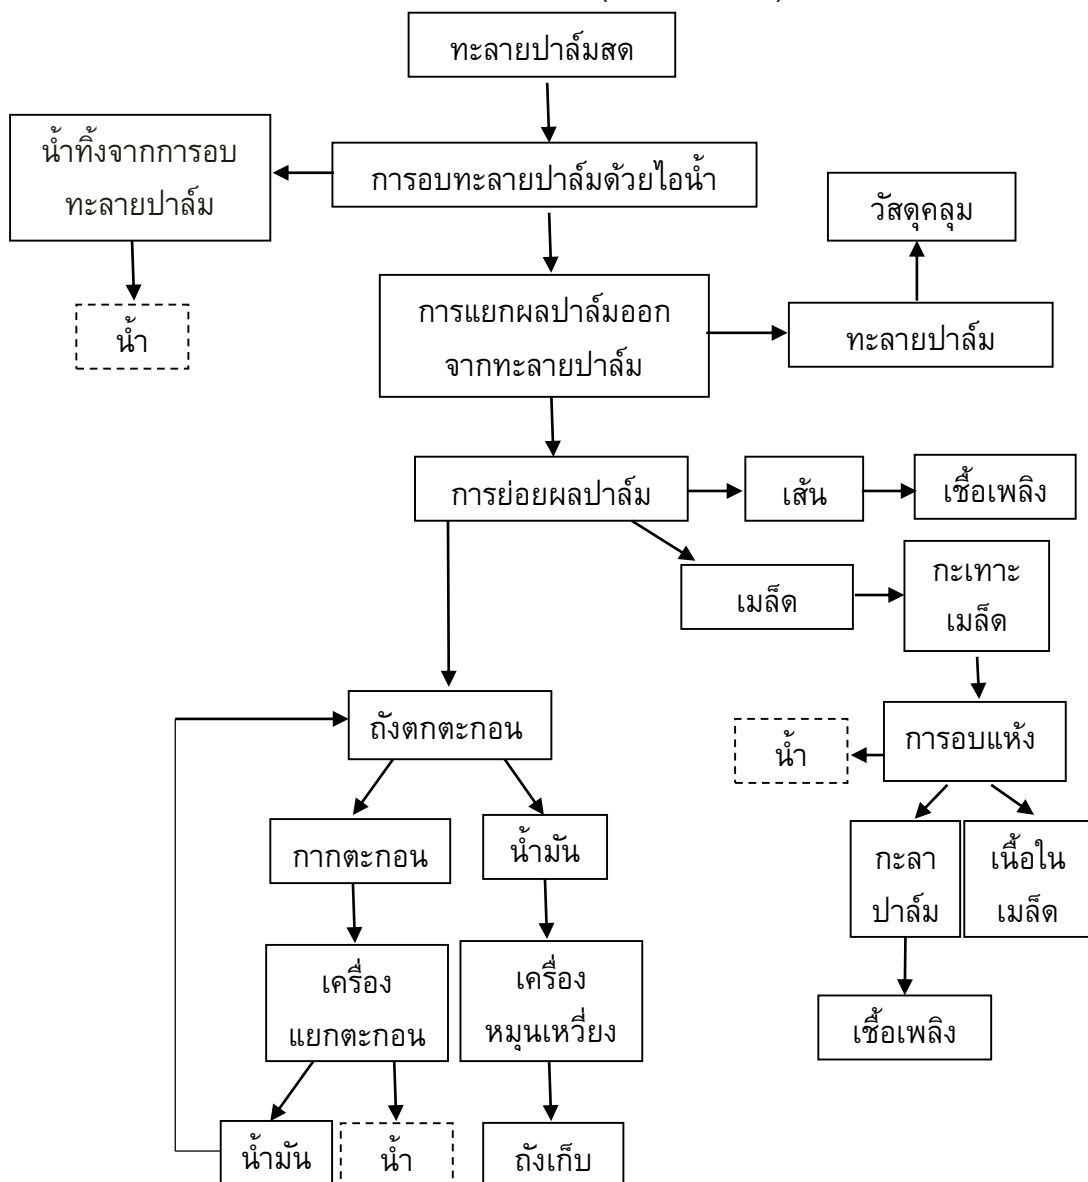 ทะลายปาล์มสด
น้ำทิ้งจากการอบ
ทะลายปาล์ม
การอบทะลายปาล์มด้วยไอน้ำ
วัสดุคลุม
น้ำ
การแยกผลปาล์มออก
จากทะลายปาล์ม
ทะลายปาล์ม
การย่อยผลปาล์ม
เส้น
เชื้อเพลิง
เมล็ด
กะเทาะ
เมล็ด
ถังตกตะกอน
น้ำ
การอบแห้ง
กากตะกอน
น้ำมัน
กะลา
ปาล์ม
เนื้อใน
เมล็ด
เครื่อง
แยกตะกอน
เครื่อง
หมุนเหวี่ยง
เชื้อเพลิง
น้ำมัน
น้ำ
ถังเก็บ